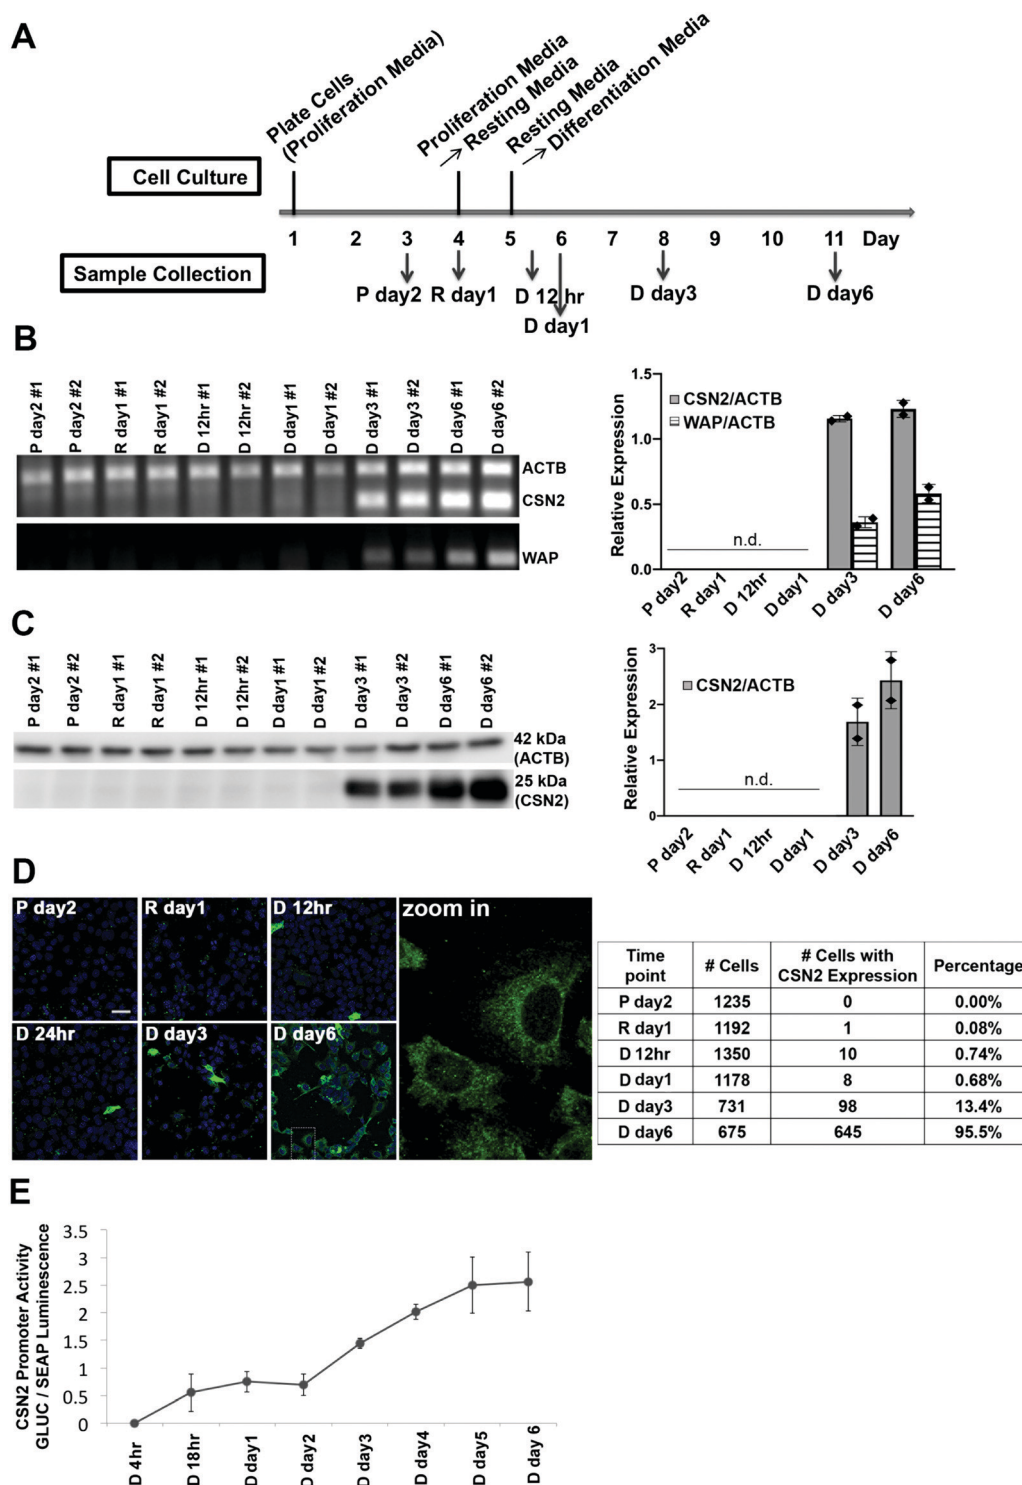 A
Plate Cells
(Proliferation Media)
Proliferation Media
Resting Media
Resting Media
Differentiation Media
Cell Culture
1 2 3 4 5 6 7 8 9 10 11 Day
Sample Collection
P day2 R day1 D 12 hr D day3 D day6
D day1
B
P day2 #1
P day2 #2
R day1 #1
R day1 #2
D 12hr #1
D 12hr #2
D day1 #1
D day1 #2
D day3 #1
D day3 #2
D day6 #1
D day6 #2
ACTB
CSN2
WAP
Relative Expression
1.5
1.0
0.5
0.0
CSN2/ACTB
WAP/ACTB
n.d.
P day2
R day1
D 12hr
D day1
D day3
D day6
C
P day2 #1
P day2 #2
R day1 #1
R day1 #2
D 12hr #1
D 12hr #2
D day1 #1
D day1 #2
D day3 #1
D day3 #2
D day6 #1
D day6 #2
42 kDa
(ACTB)
25 kDa
(CSN2)
Relative Expression
3
2
1
0
CSN2/ACTB
n.d.
P day2
R day1
D 12hr
D day1
D day3
D day6
D
P day2
R day1
D 12hr
zoom in
D 24hr
D day3
D day6
Time point # Cells # Cells with CSN2 Expression Percentage
P day2 1235 0 0.00%
R day1 1192 1 0.08%
D 12hr 1350 10 0.74%
D day1 1178 8 0.68%
D day3 731 98 13.4%
D day6 675 645 95.5%
E
CSN2 Promoter Activity
GLUC / SEAP Luminescence
3.5
3
2.5
2
1.5
1
0.5
0
D 4hr
D 18hr
D day1
D day2
D day3
D day4
D day5
D day 6